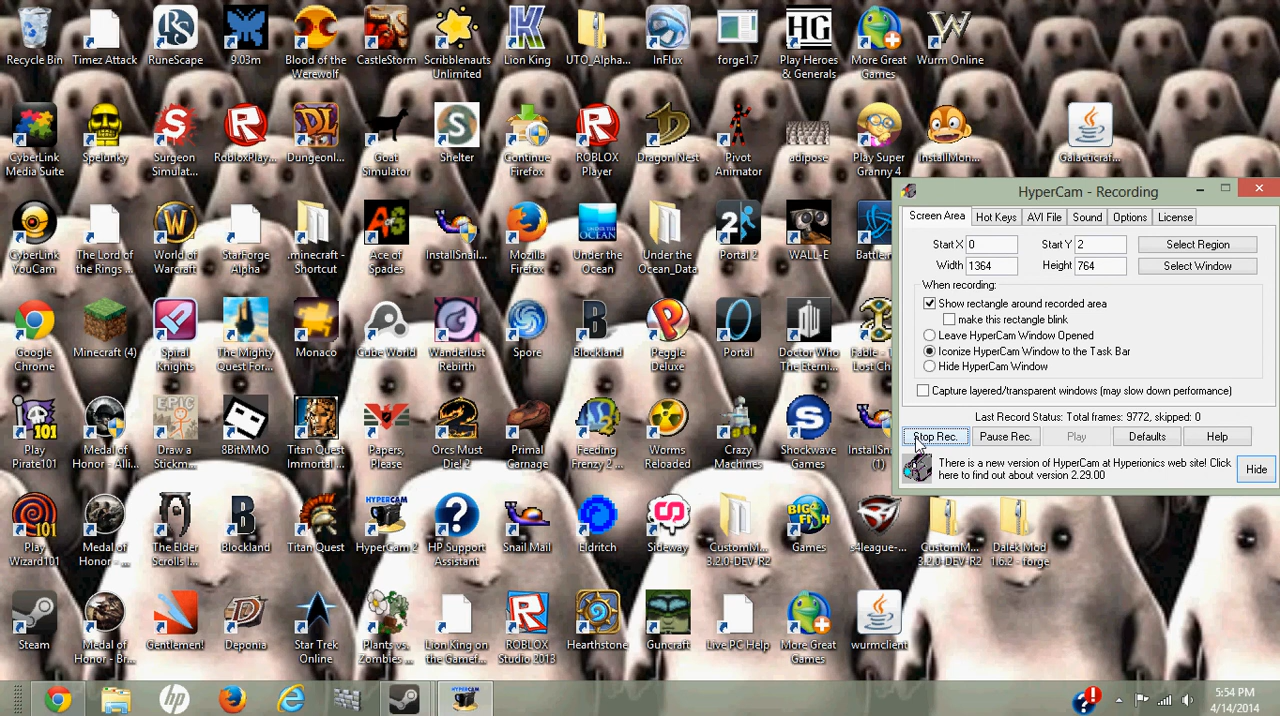 Recycle Bin
Timez Attack
RuneScape
9.03m
Blood of the
Werewolf
CastleStorm
Scribblenauts
Unlimited
Lion King
UTO_Alpha...
InFlux
forge1.7
HG
Play Heroes
& Generals
More Great
Games
Wurm Online
CyberLink
Media Suite
Spelunky
Surgeon
Simulat...
RobloxPlay...
DungeonI...
Goat
Simulator
Shelter
Continue
Firefox
ROBLOX
Player
Dragon Nest
Pivot
Animator
adipose
Play Super
Granny 4
InstallMon...
Galacticraf...
CyberLink
YouCam
The Lord of
the Rings ...
World of
Warcraft
StarForge
Alpha
.minecraft -
Shortcut
Ace of
Spades
InstallSnail...
Mozilla
Firefox
Under the
Ocean
Under the
Ocean_Data
Portal 2
WALL-E
Battle.n
Google
Chrome
Minecraft (4)
Spiral
Knights
The Mighty
Quest For...
Monaco
Cube World
Wanderlust
Rebirth
Spore
Blockland
Peggle
Deluxe
Portal
Doctor Who
The Eterni...
Fable - T
Lost Ch
Play
Pirate101
Medal of
Honor - Alli...
Draw a
Stickm...
8BitMMO
Titan Quest
Immortal ...
Papers,
Please
Orcs Must
Die! 2
Primal
Carnage
Feeding
Frenzy 2 ...
Worms
Reloaded
Crazy
Machines
Shockwave
Games
InstallSn
(1)
Play
Wizard101
Medal of
Honor - ...
The Elder
Scrolls I...
Blockland
Titan Quest
HyperCam 2
HP Support
Assistant
Snail Mail
Eldritch
Sideway
CustomM...
3.2.0-DEV-R2
Games
s4league-...
CustomM...
3.2.0-DEV-R2
Dalek Mod
1.6.2 - forge
Steam
Medal of
Honor - Br...
Gentlemen!
Deponia
Star Trek
Online
Plants vs.
Zombies ...
Lion King on
the Gamef...
ROBLOX
Studio 2013
Hearthstone
Guncraft
Live PC Help
More Great
Games
wurmclient
HyperCam - Recording
Screen Area Hot Keys AVI File Sound Options License
Start X 0 Start Y 2 Select Region
Width 1364 Height 764 Select Window
When recording:
Show rectangle around recorded area
make this rectangle blink
Leave HyperCam Window Opened
Iconize HyperCam Window to the Task Bar
Hide HyperCam Window
Capture layered/transparent windows (may slow down performance)
Last Record Status: Total frames: 9772, skipped: 0
Stop Rec. Pause Rec. Play Defaults Help
There is a new version of HyperCam at Hyperionics web site! Click
here to find out about version 2.29.00
Hide
5:54 PM
4/14/2014